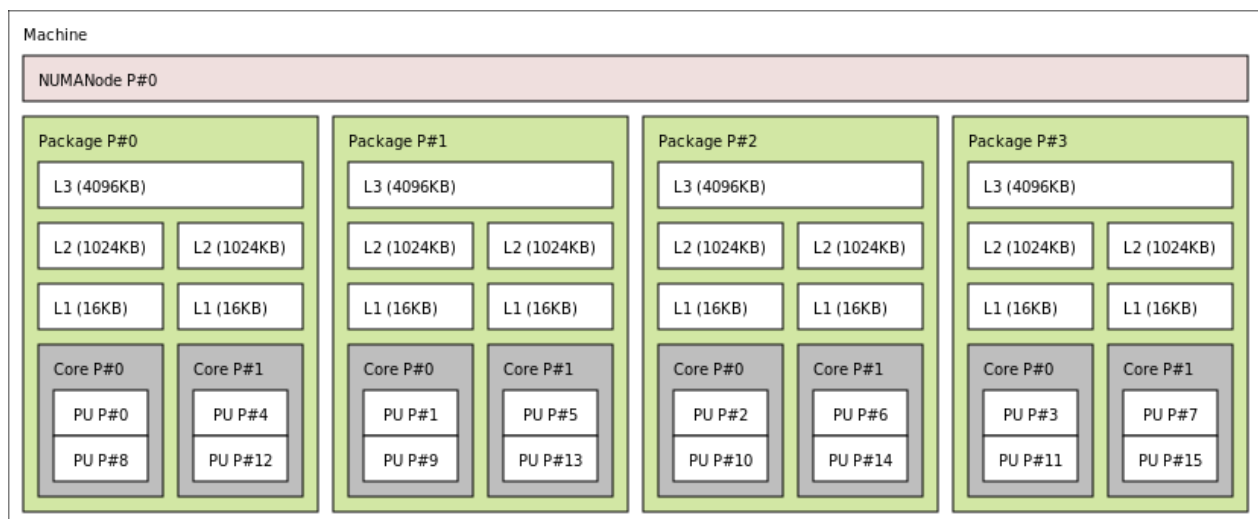 Machine
NUMANode P#0
Package P#0
L3 (4096KB)
L2 (1024KB) L2 (1024KB)
L1 (16KB) L1 (16KB)
Core P#0 Core P#1
PU P#0 PU P#4
PU P#8 PU P#12
Package P#1
L3 (4096KB)
L2 (1024KB) L2 (1024KB)
L1 (16KB) L1 (16KB)
Core P#0 Core P#1
PU P#1 PU P#5
PU P#9 PU P#13
Package P#2
L3 (4096KB)
L2 (1024KB) L2 (1024KB)
L1 (16KB) L1 (16KB)
Core P#0 Core P#1
PU P#2 PU P#6
PU P#10 PU P#14
Package P#3
L3 (4096KB)
L2 (1024KB) L2 (1024KB)
L1 (16KB) L1 (16KB)
Core P#0 Core P#1
PU P#3 PU P#7
PU P#11 PU P#15